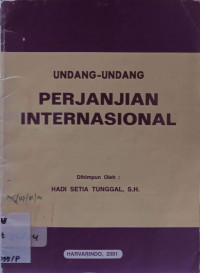 UNDANG-UNDANG
PERJANJIAN
INTERNASIONAL
Dihimpun Oleh :
HADI SETIA TUNGGAL, S.H.
HARVARINDO, 2001